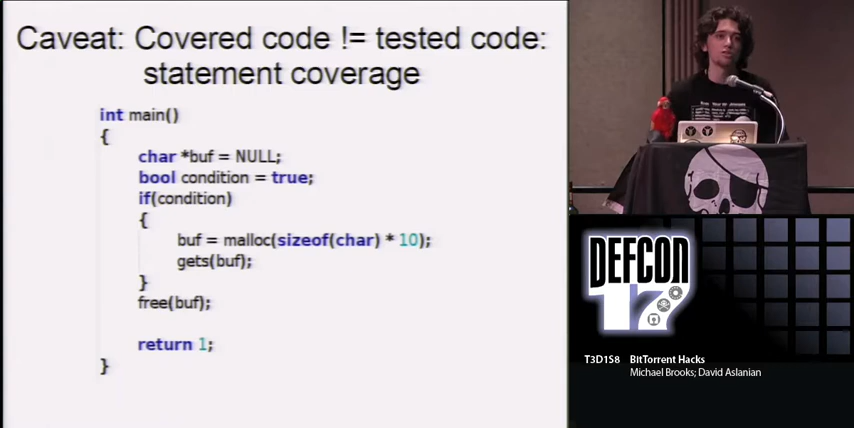 Caveat: Covered code != tested code:
statement coverage
int main()
{
char *buf = NULL;
bool condition = true;
if(condition)
{
buf = malloc(sizeof(char) * 10);
gets(buf);
}
free(buf);
return 1;
}
DEFCON
17
T3D1S8 BitTorrent Hacks
Michael Brooks; David Aslanian